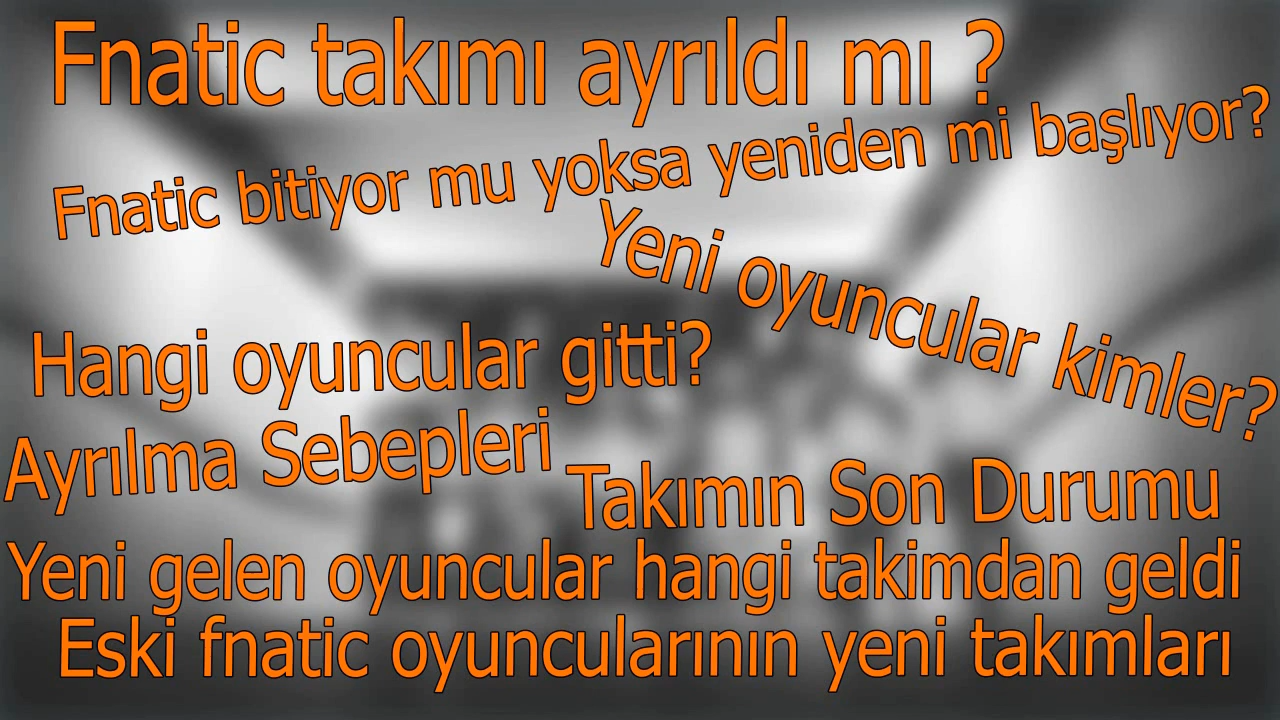 Fnatic takımı ayrıldı mı ?
Fnatic bitiyor mu yoksa yeniden mi başlıyor?
Yeni oyuncular kimler?
Hangi oyuncular gitti?
Ayrılma Sebepleri
Takımın Son Durumu
Yeni gelen oyuncular hangi takimdan geldi
Eski fnatic oyuncularının yeni takımları